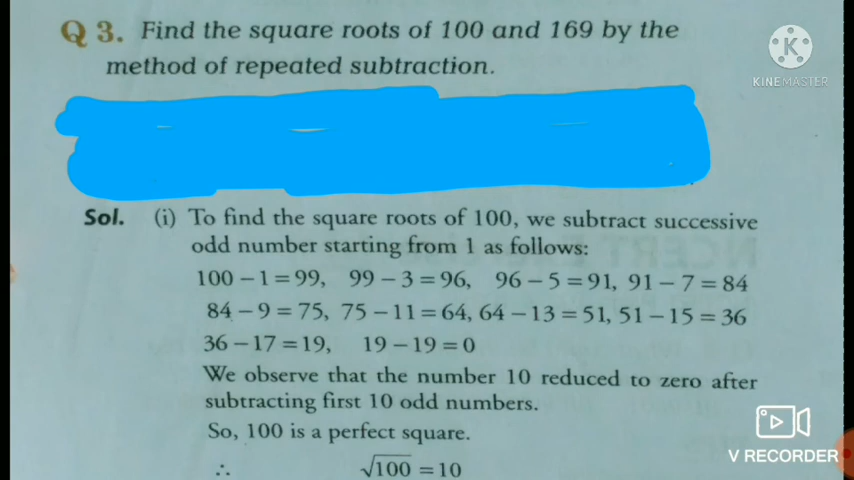 Q 3. Find the square roots of 100 and 169 by the
method of repeated subtraction.
K
KINEMASTER
Sol. (i) To find the square roots of 100, we subtract successive
odd number starting from 1 as follows:
100 − 1 = 99, 99 − 3 = 96, 96 − 5 = 91, 91 − 7 = 84
84 − 9 = 75, 75 − 11 = 64, 64 − 13 = 51, 51 − 15 = 36
36 − 17 = 19, 19 − 19 = 0
We observe that the number 10 reduced to zero after
subtracting first 10 odd numbers.
So, 100 is a perfect square.
∴ √100 = 10
V RECORDER